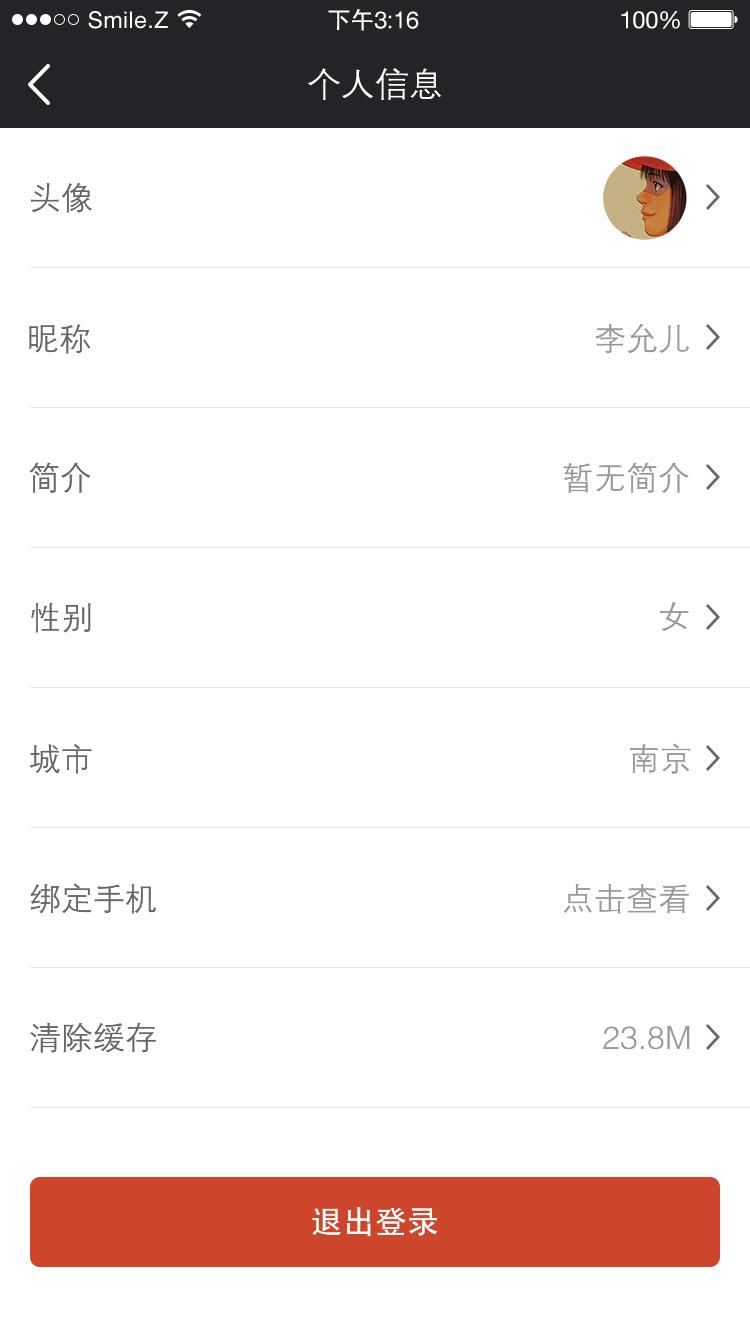 Smile.Z 下午3:16 100%
个人信息
头像
昵称 李允儿
简介 暂无简介
性别 女
城市 南京
绑定手机 点击查看
清除缓存 23.8M
退出登录